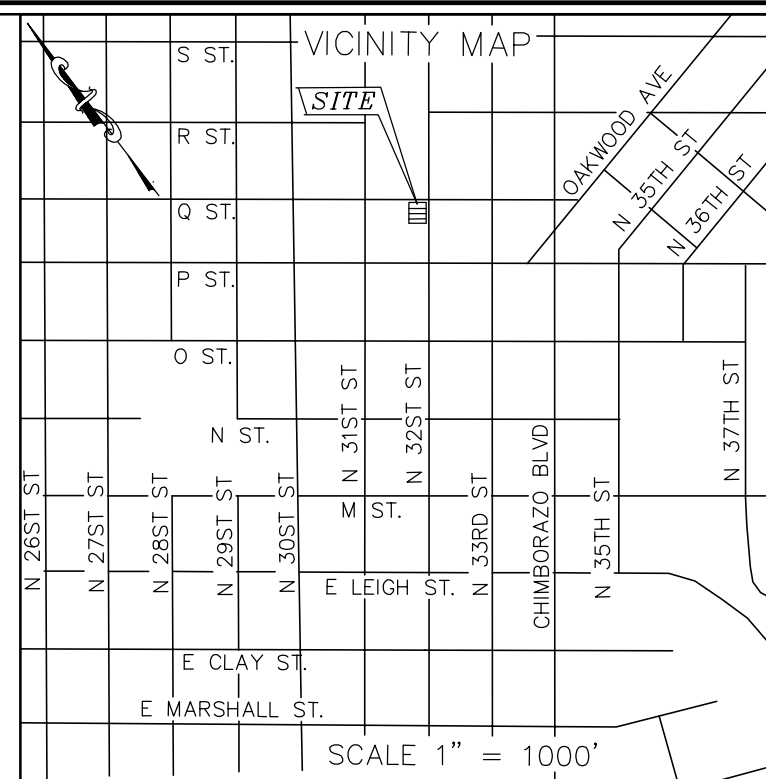 VICINITY MAP
S ST.
SITE
R ST.
OAKWOOD AVE
N 35TH ST
N 36TH ST
Q ST.
P ST.
O ST.
N 31ST ST
N 32ST ST
N 37TH ST
N ST.
CHIMBORAZO BLVD
N 26ST ST
N 27ST ST
N 28ST ST
N 29ST ST
N 30ST ST
M ST.
N 33RD ST
N 35TH ST
E LEIGH ST.
E CLAY ST.
E MARSHALL ST.
SCALE 1" = 1000'